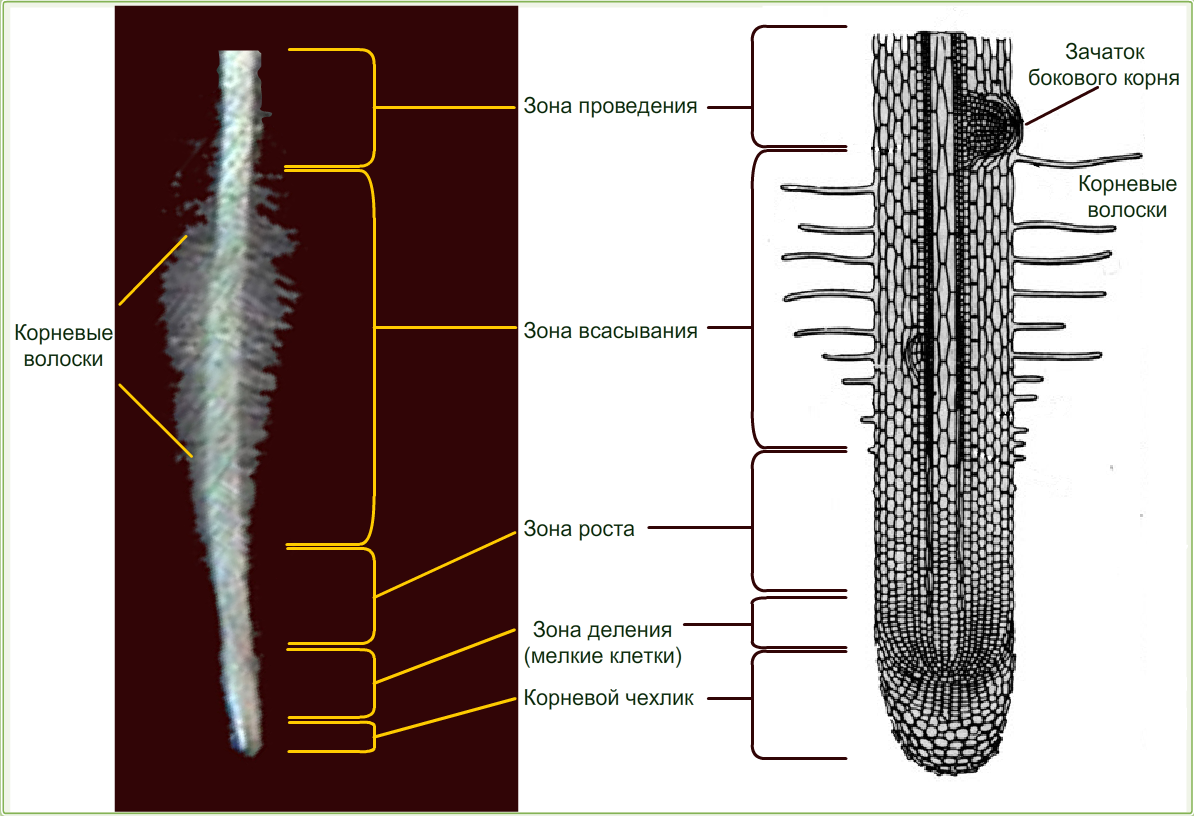 Зачаток
бокового корня
Зона проведения
Корневые
волоски
Корневые
волоски
Зона всасывания
Зона роста
Зона деления
(мелкие клетки)
Корневой чехлик